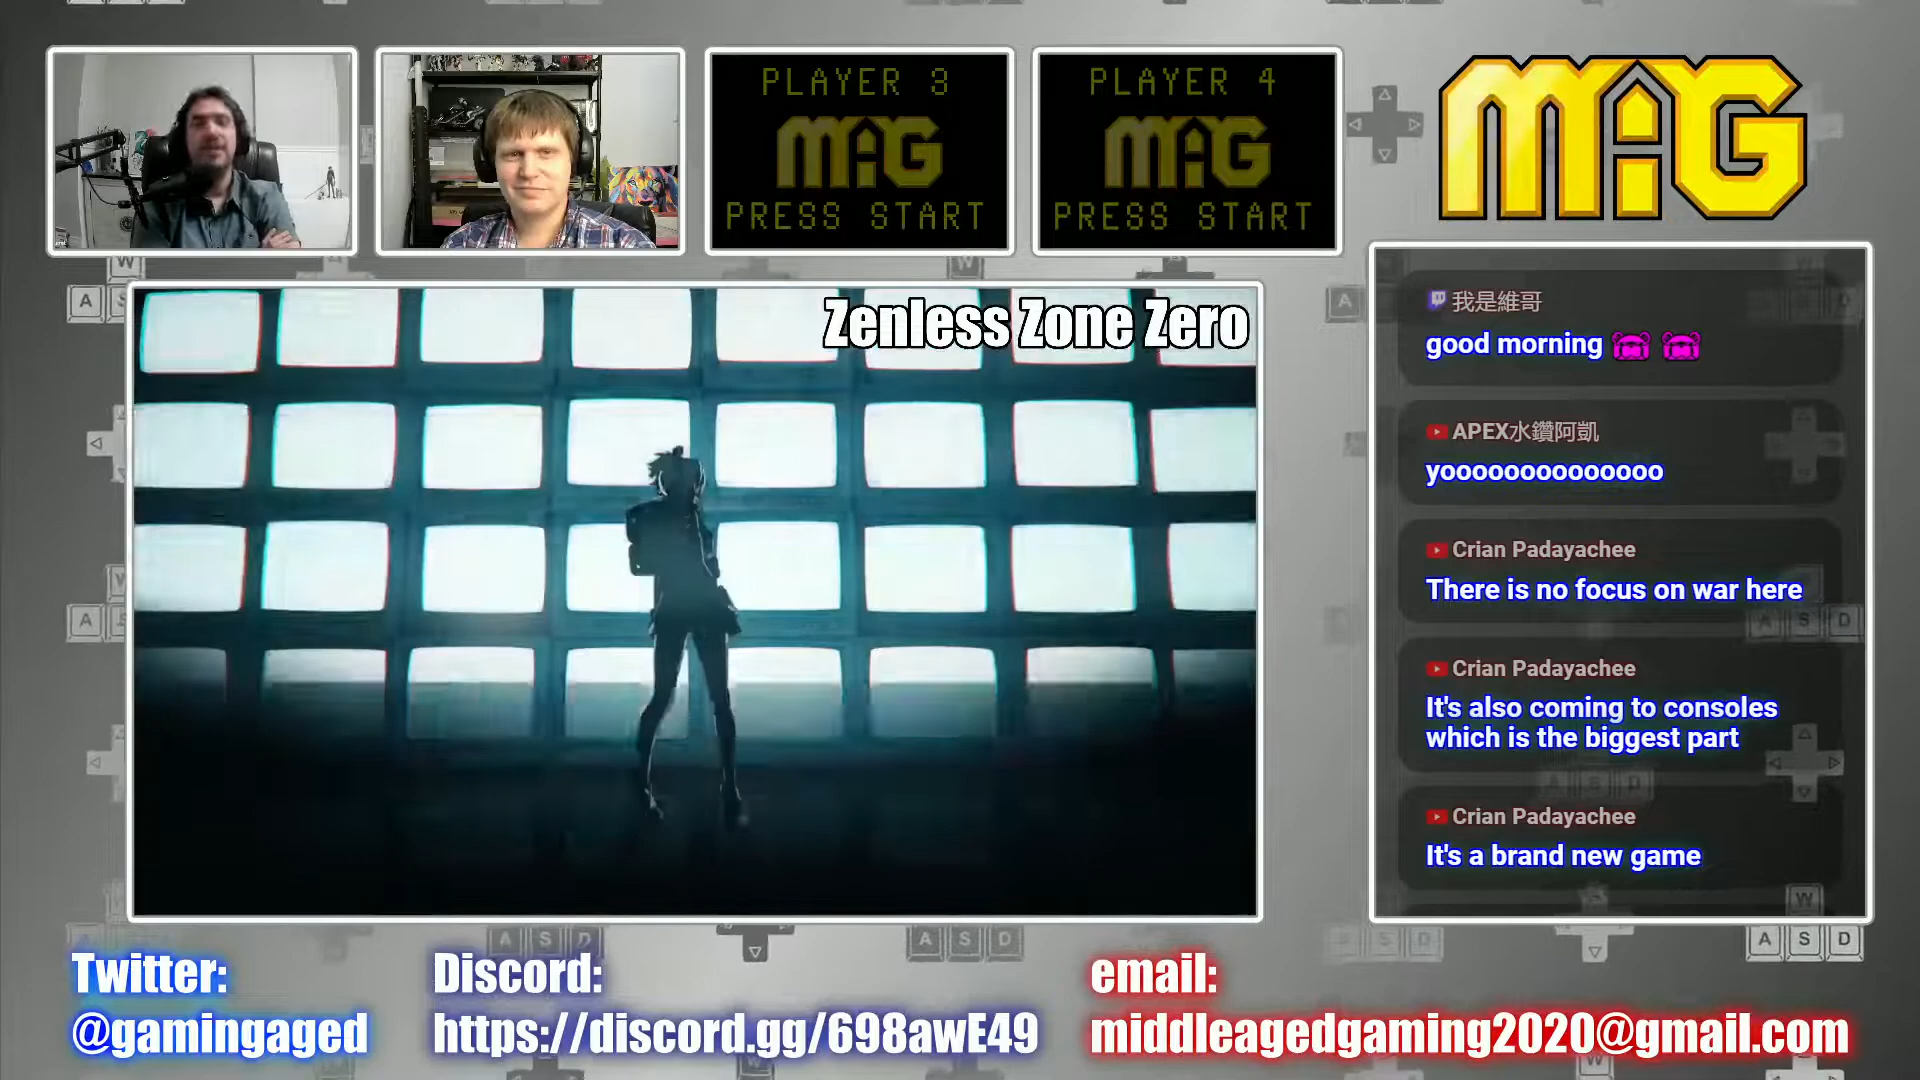 PLAYER 3
MAG
PRESS START
PLAYER 4
MAG
PRESS START
MAG
Zenless Zone Zero
我是維哥
good morning
APEX水鑽阿凱
yoooooooooooooo
Crian Padayachee
There is no focus on war here
Crian Padayachee
It's also coming to consoles
which is the biggest part
Crian Padayachee
It's a brand new game
Twitter:
@gamingaged
Discord:
https://discord.gg/698awE49
email:
middleagedgaming2020@gmail.com
W
A
W
A
A S D
A
A S D
A S D
W
A S D